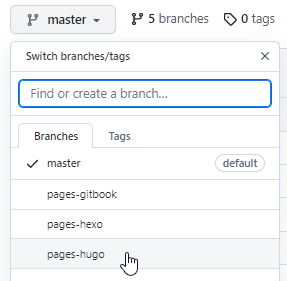 master 5 branches 0 tags
Switch branches/tags
Find or create a branch...
Branches Tags
master default
pages-gitbook
pages-hexo
pages-hugo